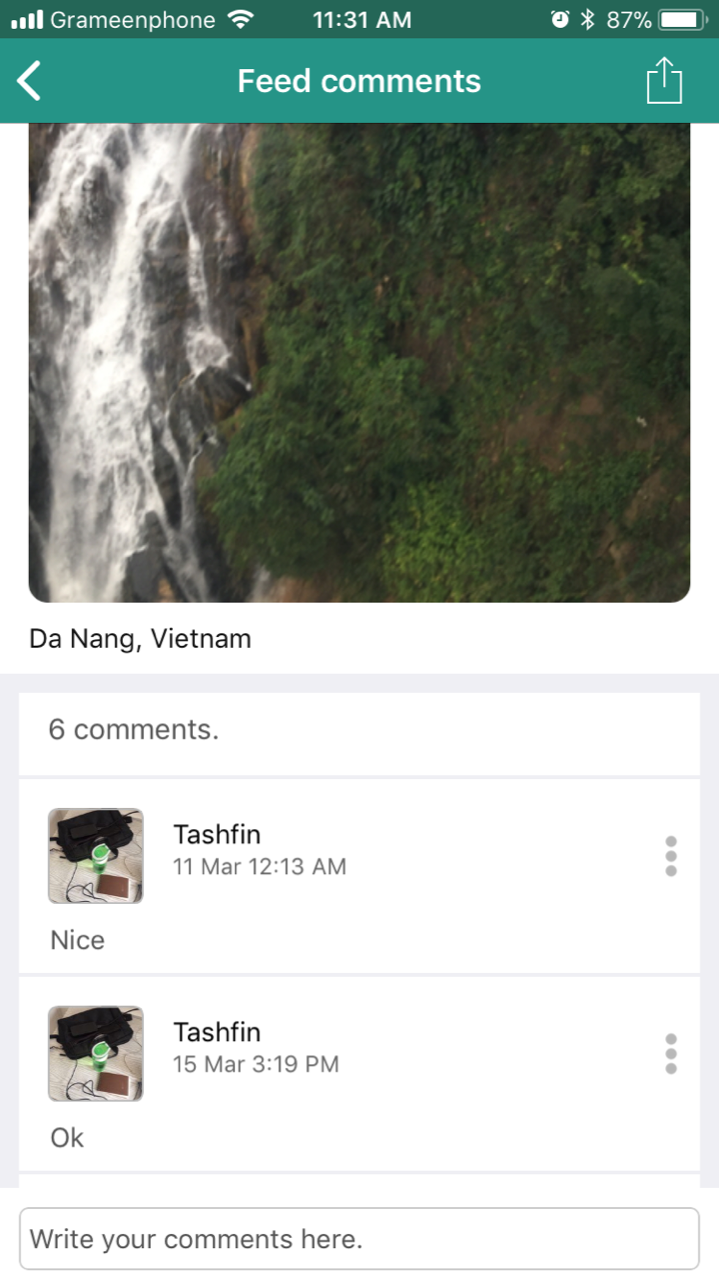 Grameenphone 11:31 AM 87%
Feed comments
Da Nang, Vietnam
6 comments.
Tashfin
11 Mar 12:13 AM
Nice
Tashfin
15 Mar 3:19 PM
Ok
Write your comments here.